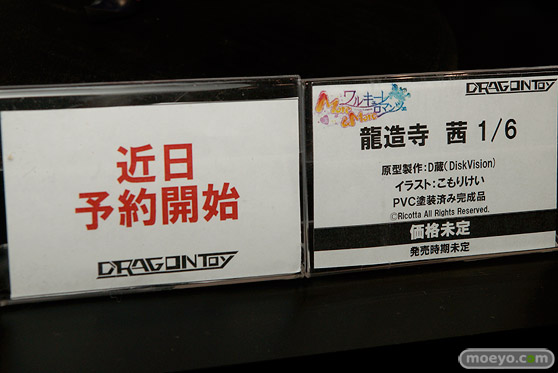 近日
予約開始
DRAGONToy
DRAGONToy
ワルキューレ
ロマンツェ
龍造寺 茜 1/6
原型製作:D蔵(DiskVision)
イラスト:こもりけい
PVC塗装済み完成品
©Ricotta All Rights Reserved.
価格未定
発売時期未定
moeyo.com